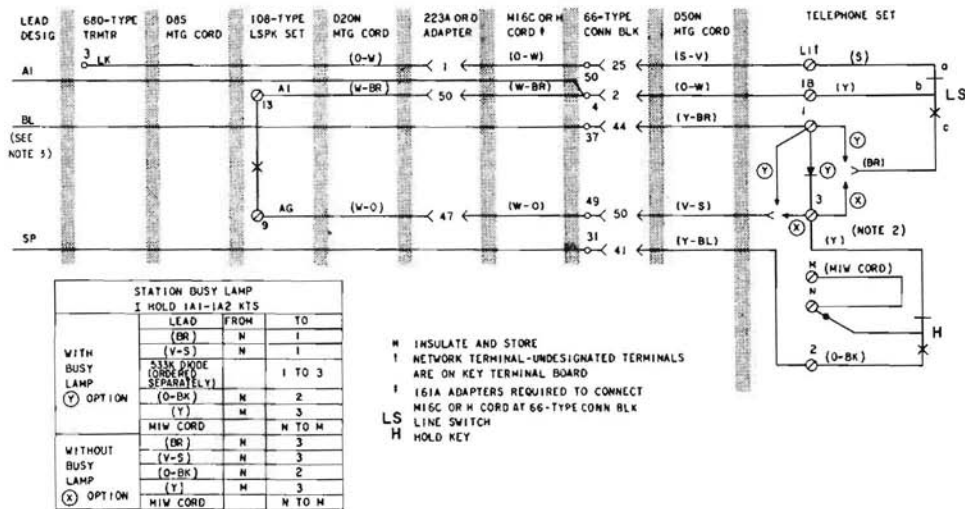 LEAD DESIG
680-TYPE TRMTR
D8S MTG CORD
108-TYPE LSPK SET
D20N MTG CORD
223A OR D ADAPTER
M16C OR H CORD ‡
66-TYPE CONN BLK
D50N MTG CORD
TELEPHONE SET
3 LK (O-W) 1 (O-W) 50 25 (S-V) L1† (S) a
A1
13 A1 (W-BR) 50 (W-BR) 4 2 (O-W) 18 (Y) b LS
BL 37 44 (Y-BR) 1 c
(SEE NOTE 3)
Y Y Y (BR)
X
9 AG (W-O) 47 (W-O) 49 50 (V-S) X 3 (NOTE 2)
SP 31 41 (Y-BL) (Y)
M (MIW CORD)
N
H
2 (O-BK)
STATION BUSY LAMP
I HOLD 1A1-1A2 KTS
LEAD FROM TO
WITH BUSY LAMP Y OPTION
(BR) N 1
(V-S) N 1
533K DIODE (ORDERED SEPARATELY) 1 TO 3
(O-BK) N 2
(Y) M 3
MIW CORD N TO M
WITHOUT BUSY LAMP X OPTION
(BR) N 3
(V-S) N 3
(O-BK) N 2
(Y) M 3
MIW CORD N TO M
INSULATE AND STORE
† NETWORK TERMINAL-UNDESIGNATED TERMINALS
ARE ON KEY TERMINAL BOARD
‡ 161A ADAPTERS REQUIRED TO CONNECT
M16C OR H CORD AT 66-TYPE CONN BLK
LS LINE SWITCH
H HOLD KEY